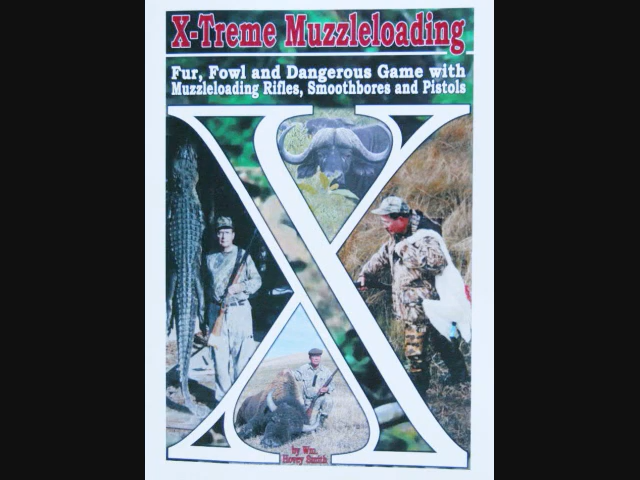 X-Treme Muzzleloading
Fur, Fowl and Dangerous Game with
Muzzleloading Rifles, Smoothbores and Pistols
X
by Wm.
Hovey Smith